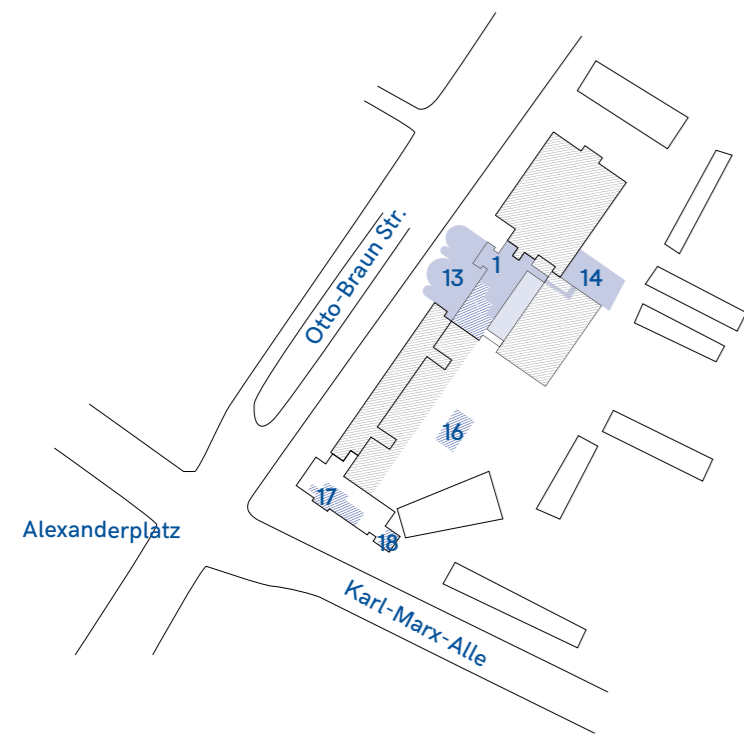 Otto-Braun Str.
1
13
14
16
17
18
Alexanderplatz
Karl-Marx-Alle